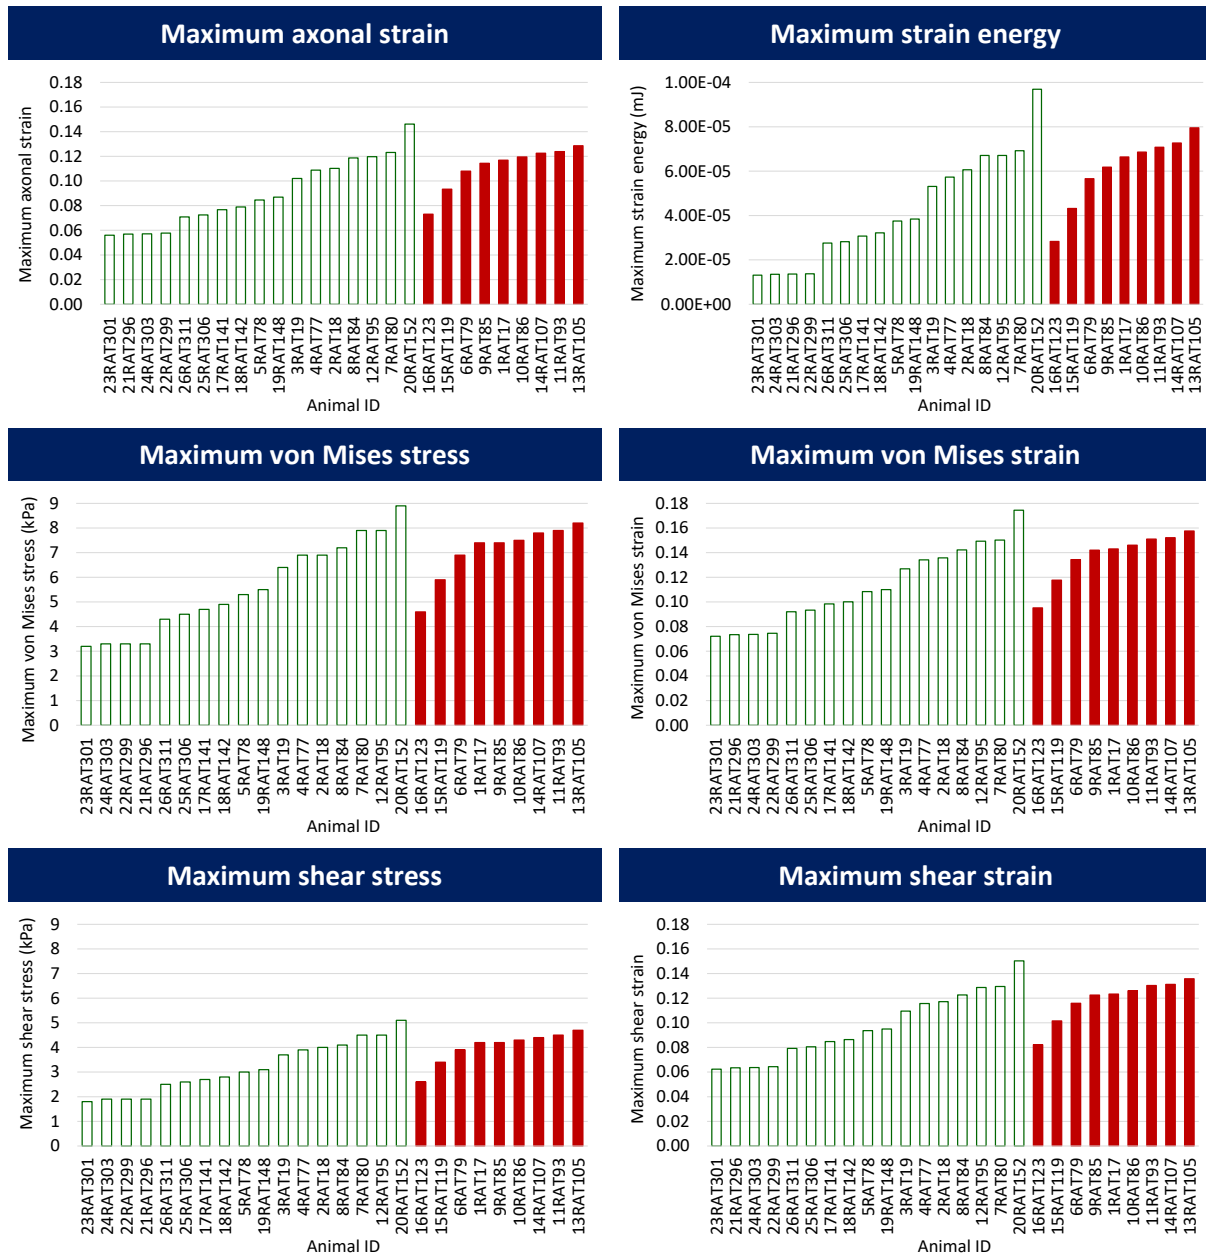 Maximum axonal strain
Maximum axonal strain
0.18
0.16
0.14
0.12
0.10
0.08
0.06
0.04
0.02
0.00
23RAT301
21RAT296
24RAT303
22RAT299
26RAT311
25RAT306
17RAT141
18RAT142
5RAT78
19RAT148
3RAT19
4RAT77
2RAT18
8RAT84
12RAT95
7RAT80
20RAT152
16RAT123
15RAT119
6RAT79
9RAT85
1RAT17
10RAT86
14RAT107
11RAT93
13RAT105
Animal ID
Maximum strain energy
Maximum strain energy (mJ)
1.00E-04
8.00E-05
6.00E-05
4.00E-05
2.00E-05
0.00E+00
23RAT301
24RAT303
21RAT296
22RAT299
26RAT311
25RAT306
17RAT141
18RAT142
5RAT78
19RAT148
3RAT19
4RAT77
2RAT18
8RAT84
12RAT95
7RAT80
20RAT152
16RAT123
15RAT119
6RAT79
9RAT85
1RAT17
10RAT86
11RAT93
14RAT107
13RAT105
Animal ID
Maximum von Mises stress
Maximum von Mises stress (kPa)
9
8
7
6
5
4
3
2
1
0
23RAT301
24RAT303
22RAT299
21RAT296
26RAT311
25RAT306
17RAT141
18RAT142
5RAT78
19RAT148
3RAT19
4RAT77
2RAT18
8RAT84
7RAT80
12RAT95
20RAT152
16RAT123
15RAT119
6RAT79
1RAT17
9RAT85
10RAT86
14RAT107
11RAT93
13RAT105
Animal ID
Maximum von Mises strain
Maximum von Mises strain
0.18
0.16
0.14
0.12
0.10
0.08
0.06
0.04
0.02
0.00
23RAT301
21RAT296
24RAT303
22RAT299
26RAT311
25RAT306
17RAT141
18RAT142
5RAT78
19RAT148
3RAT19
4RAT77
2RAT18
8RAT84
12RAT95
7RAT80
20RAT152
16RAT123
15RAT119
6RAT79
9RAT85
1RAT17
10RAT86
11RAT93
14RAT107
13RAT105
Animal ID
Maximum shear stress
Maximum shear stress (kPa)
9
8
7
6
5
4
3
2
1
0
23RAT301
24RAT303
22RAT299
21RAT296
26RAT311
25RAT306
17RAT141
18RAT142
5RAT78
19RAT148
3RAT19
4RAT77
2RAT18
8RAT84
7RAT80
12RAT95
20RAT152
16RAT123
15RAT119
6RAT79
1RAT17
9RAT85
10RAT86
14RAT107
11RAT93
13RAT105
Animal ID
Maximum shear strain
Maximum shear strain
0.18
0.16
0.14
0.12
0.10
0.08
0.06
0.04
0.02
0.00
23RAT301
21RAT296
24RAT303
22RAT299
26RAT311
25RAT306
17RAT141
18RAT142
5RAT78
19RAT148
3RAT19
4RAT77
2RAT18
8RAT84
12RAT95
7RAT80
20RAT152
16RAT123
15RAT119
6RAT79
9RAT85
1RAT17
10RAT86
11RAT93
14RAT107
13RAT105
Animal ID